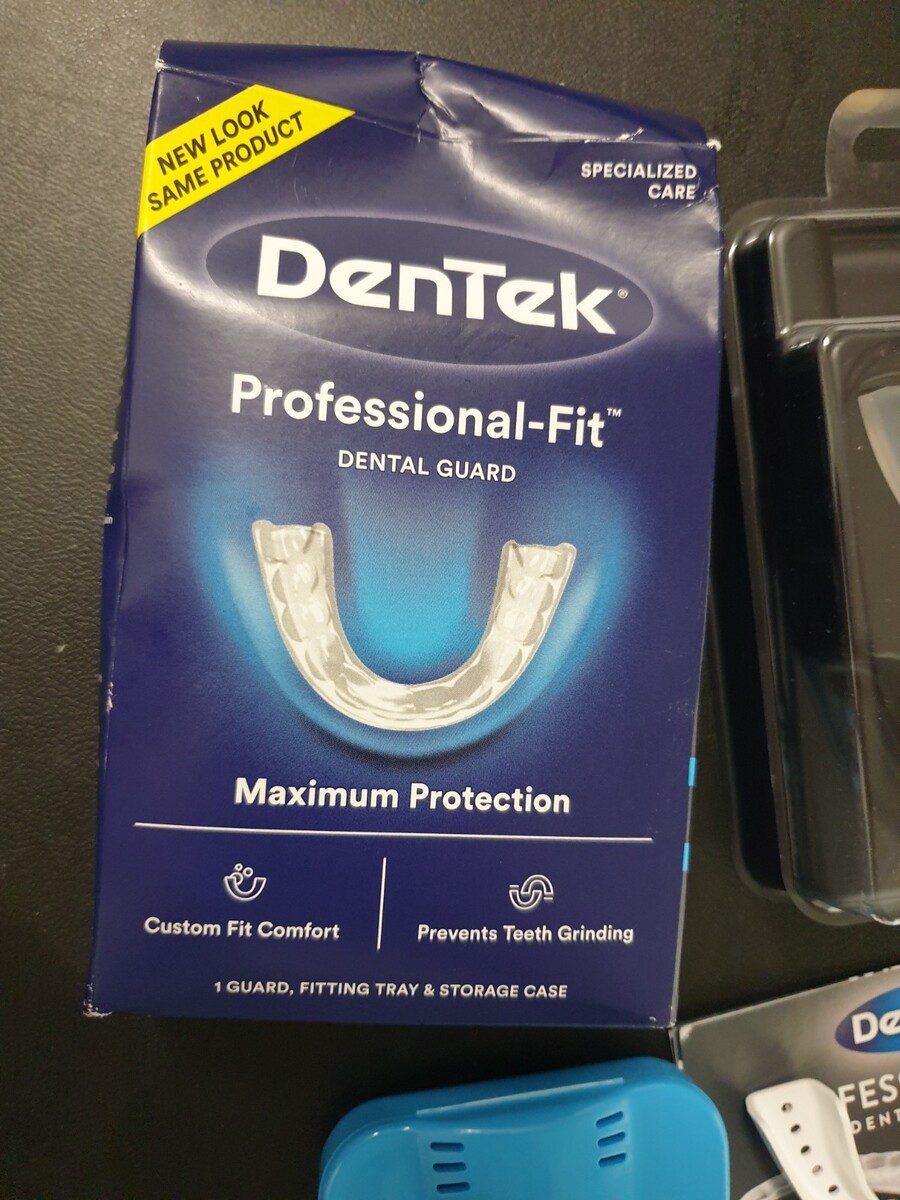 NEW LOOK
SAME PRODUCT
SPECIALIZED
CARE
DenTek®
Professional-Fit™
DENTAL GUARD
Maximum Protection
Custom Fit Comfort
Prevents Teeth Grinding
1 GUARD, FITTING TRAY & STORAGE CASE